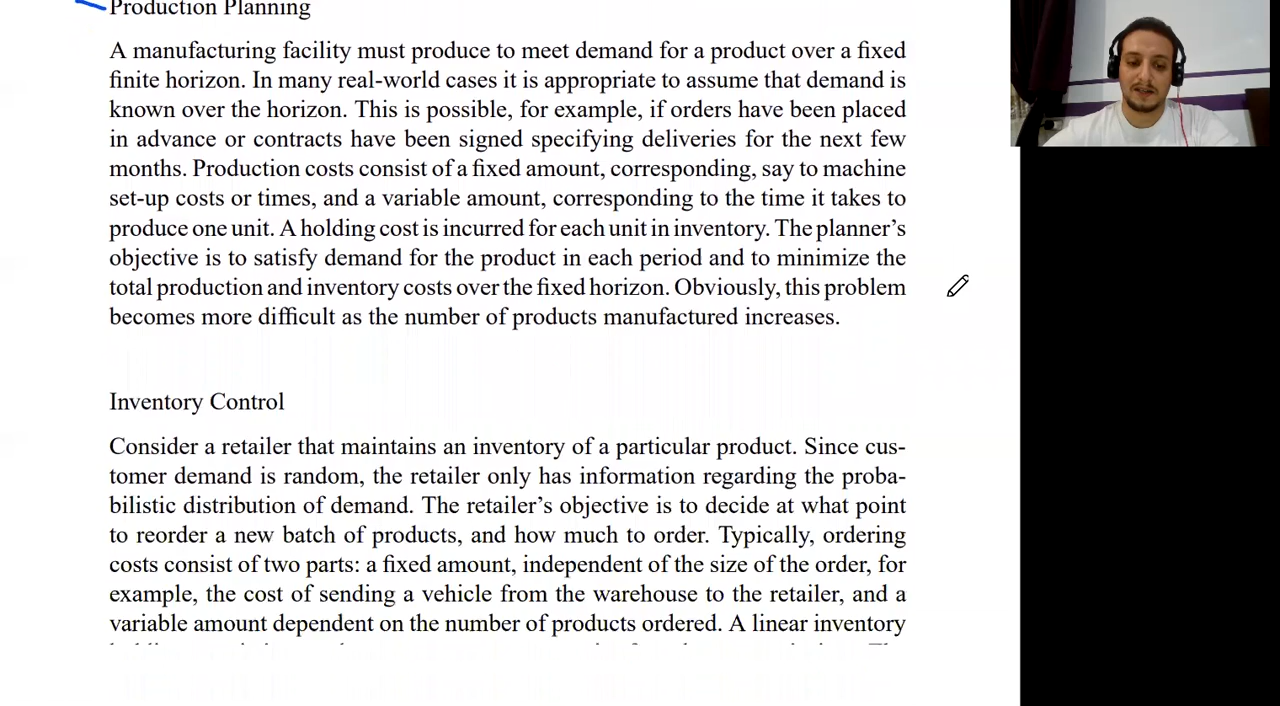 Production Planning
A manufacturing facility must produce to meet demand for a product over a fixed
finite horizon. In many real-world cases it is appropriate to assume that demand is
known over the horizon. This is possible, for example, if orders have been placed
in advance or contracts have been signed specifying deliveries for the next few
months. Production costs consist of a fixed amount, corresponding, say to machine
set-up costs or times, and a variable amount, corresponding to the time it takes to
produce one unit. A holding cost is incurred for each unit in inventory. The planner’s
objective is to satisfy demand for the product in each period and to minimize the
total production and inventory costs over the fixed horizon. Obviously, this problem
becomes more difficult as the number of products manufactured increases.
Inventory Control
Consider a retailer that maintains an inventory of a particular product. Since cus-
tomer demand is random, the retailer only has information regarding the proba-
bilistic distribution of demand. The retailer’s objective is to decide at what point
to reorder a new batch of products, and how much to order. Typically, ordering
costs consist of two parts: a fixed amount, independent of the size of the order, for
example, the cost of sending a vehicle from the warehouse to the retailer, and a
variable amount dependent on the number of products ordered. A linear inventory